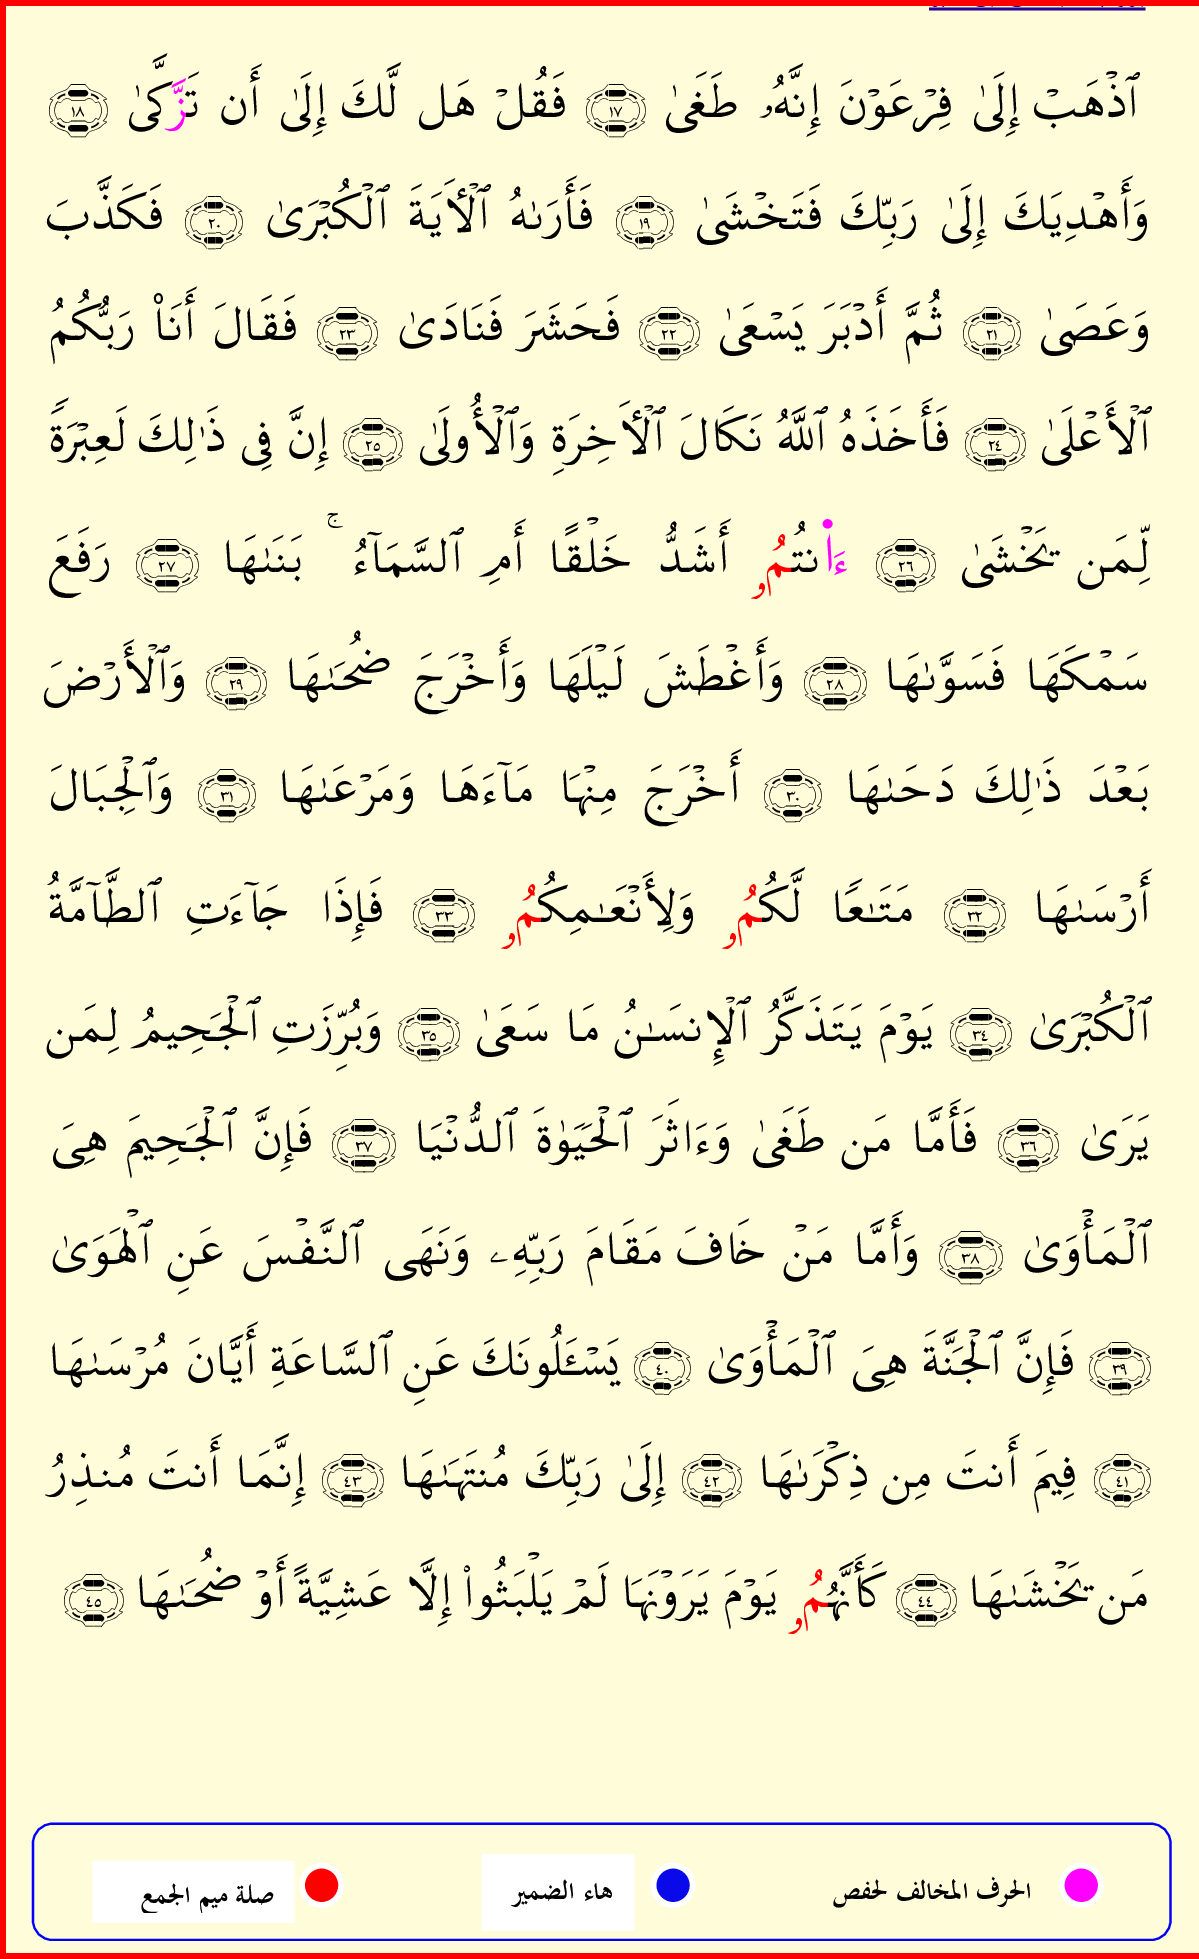 ٱذۡهَبۡ إِلَىٰ فِرۡعَوۡنَ إِنَّهُۥ طَغَىٰ ١٧ فَقُلۡ هَل لَّكَ إِلَىٰ أَن تَزَّكَّىٰ ١٨
وَأَهۡدِيَكَ إِلَىٰ رَبِّكَ فَتَخۡشَىٰ ١٩ فَأَرَىٰهُ ٱلۡأٓيَةَ ٱلۡكُبۡرَىٰ ٢٠ فَكَذَّبَ
وَعَصَىٰ ٢١ ثُمَّ أَدۡبَرَ يَسۡعَىٰ ٢٢ فَحَشَرَ فَنَادَىٰ ٢٣ فَقَالَ أَنَا۠ رَبُّكُمُ
ٱلۡأَعۡلَىٰ ٢٤ فَأَخَذَهُ ٱللَّهُ نَكَالَ ٱلۡأٓخِرَةِ وَٱلۡأُولَىٰ ٢٥ إِنَّ فِي ذَٰلِكَ لَعِبۡرَةٗ
لِّمَن يَخۡشَىٰ ٢٦ ءَا۬نتُمُۥ أَشَدُّ خَلۡقًا أَمِ ٱلسَّمَآءُۚ بَنَىٰهَا ٢٧ رَفَعَ
سَمۡكَهَا فَسَوَّىٰهَا ٢٨ وَأَغۡطَشَ لَيۡلَهَا وَأَخۡرَجَ ضُحَىٰهَا ٢٩ وَٱلۡأَرۡضَ
بَعۡدَ ذَٰلِكَ دَحَىٰهَا ٣٠ أَخۡرَجَ مِنۡهَا مَآءَهَا وَمَرۡعَىٰهَا ٣١ وَٱلۡجِبَالَ
أَرۡسَىٰهَا ٣٢ مَتَٰعٗا لَّكُمُۥ وَلِأَنۡعَٰمِكُمُۥ ٣٣ فَإِذَا جَآءَتِ ٱلطَّآمَّةُ
ٱلۡكُبۡرَىٰ ٣٤ يَوۡمَ يَتَذَكَّرُ ٱلۡإِنسَٰنُ مَا سَعَىٰ ٣٥ وَبُرِّزَتِ ٱلۡجَحِيمُ لِمَن
يَرَىٰ ٣٦ فَأَمَّا مَن طَغَىٰ وَءَاثَرَ ٱلۡحَيَوٰةَ ٱلدُّنۡيَا ٣٧ فَإِنَّ ٱلۡجَحِيمَ هِيَ
ٱلۡمَأۡوَىٰ ٣٨ وَأَمَّا مَنۡ خَافَ مَقَامَ رَبِّهِۦ وَنَهَى ٱلنَّفۡسَ عَنِ ٱلۡهَوَىٰ
٣٩ فَإِنَّ ٱلۡجَنَّةَ هِيَ ٱلۡمَأۡوَىٰ ٤٠ يَسۡـَٔلُونَكَ عَنِ ٱلسَّاعَةِ أَيَّانَ مُرۡسَىٰهَا
٤١ فِيمَ أَنتَ مِن ذِكۡرَىٰهَا ٤٢ إِلَىٰ رَبِّكَ مُنتَهَىٰهَا ٤٣ إِنَّمَا أَنتَ مُنذِرُ
مَن يَخۡشَىٰهَا ٤٤ كَأَنَّهُمُۥ يَوۡمَ يَرَوۡنَهَا لَمۡ يَلۡبَثُواْ إِلَّا عَشِيَّةً أَوۡ ضُحَىٰهَا ٤٥
الحرف المخالف لحفص
هاء الضمير
صلة ميم الجمع